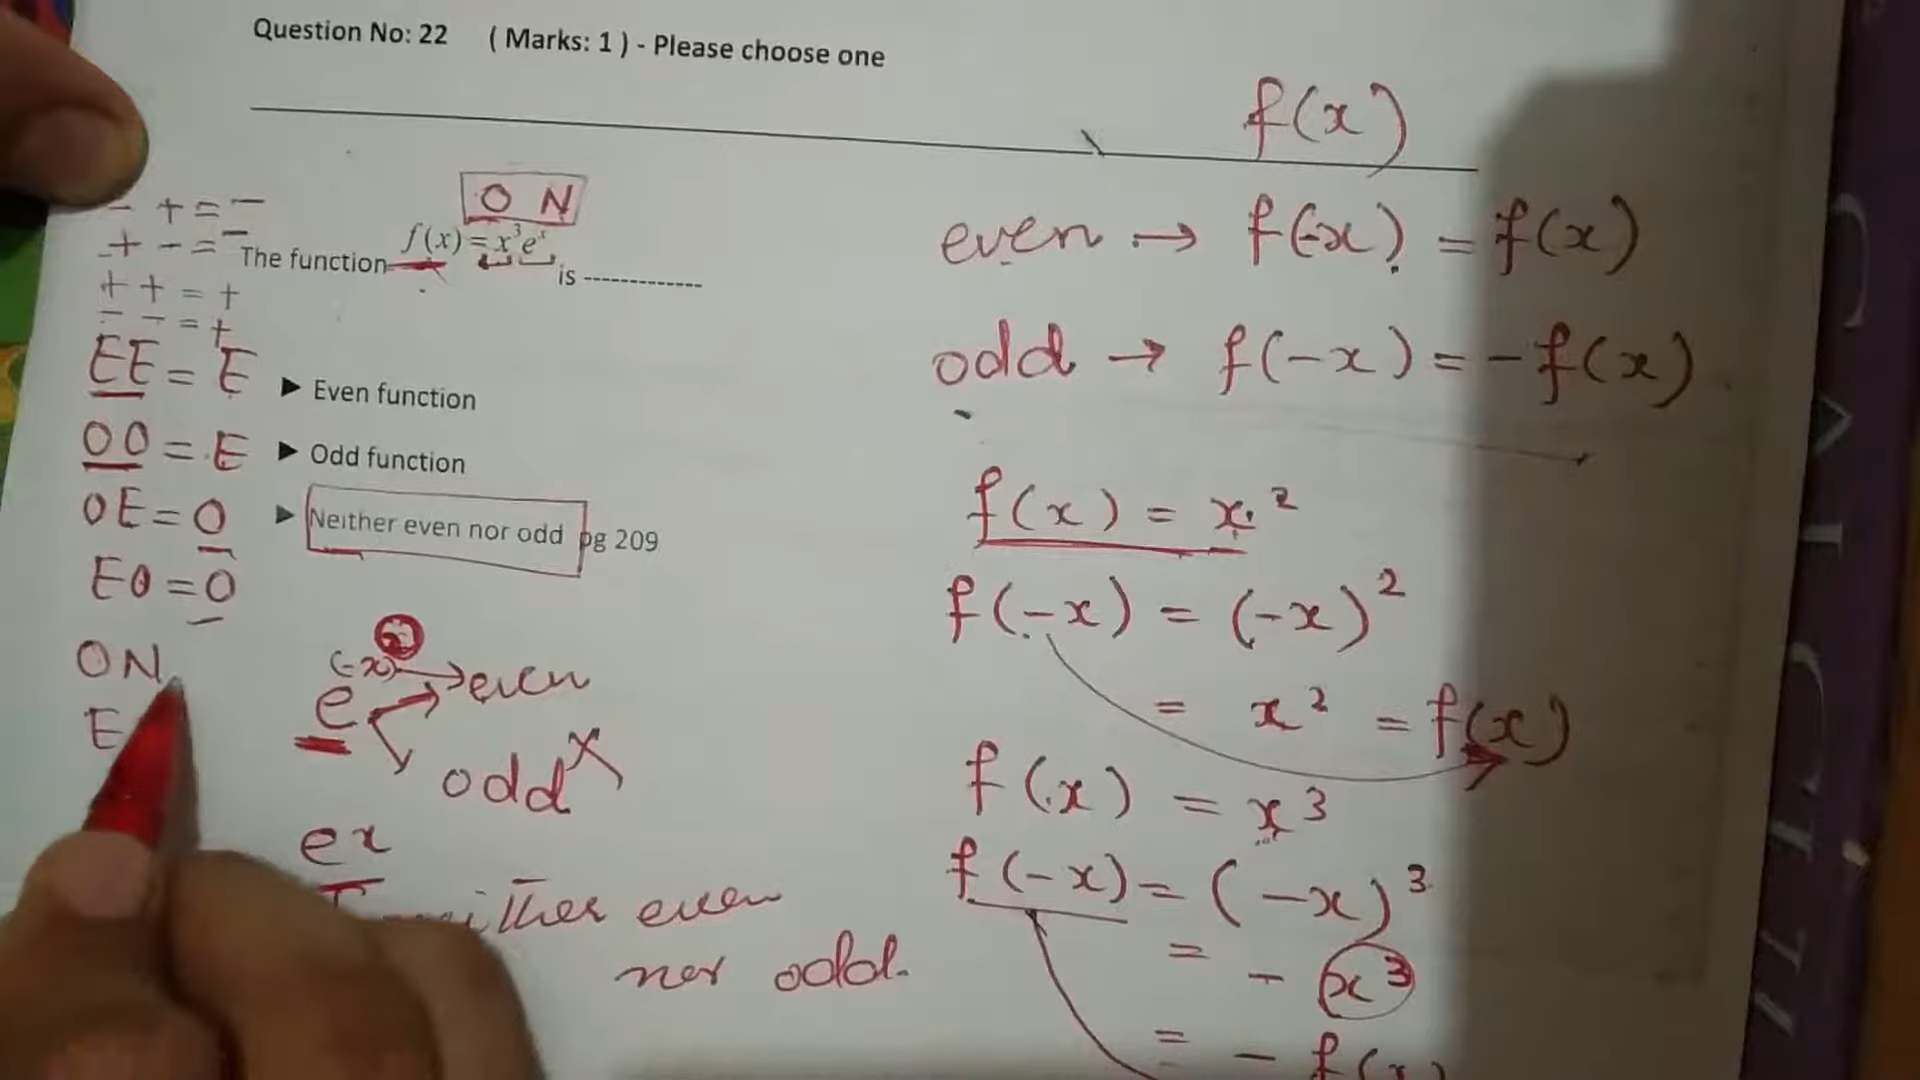 Question No: 22 ( Marks: 1 ) - Please choose one
f(x)
O N
- + = -
+ - = -
+ + = +
- - = +
The function f(x) = x³eˣ is -------------
even → f(-x) = f(x)
odd → f(-x) = -f(x)
EE = E
► Even function
OO = E
► Odd function
OE = O
► Neither even nor odd pg 209
EO = O
ON
E
(-x)
e
even
odd X
ex
neither even
nor odd.
f(x) = x²
f(-x) = (-x)²
= x² = f(x)
f(x) = x³
f(-x) = (-x)³
= - x³
= - f(x)